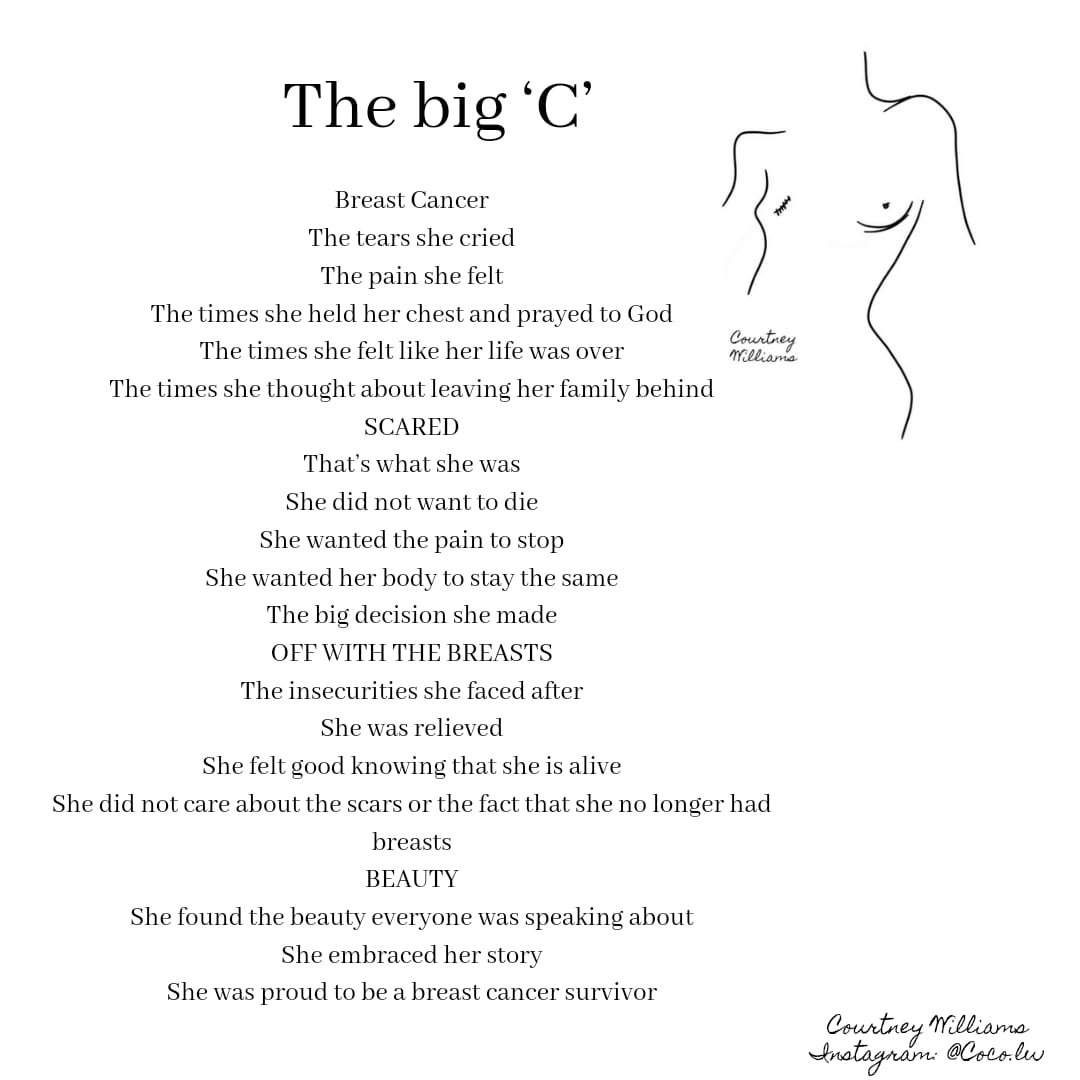 The big ‘C’
Breast Cancer
The tears she cried
The pain she felt
The times she held her chest and prayed to God
The times she felt like her life was over
The times she thought about leaving her family behind
SCARED
That’s what she was
She did not want to die
She wanted the pain to stop
She wanted her body to stay the same
The big decision she made
OFF WITH THE BREASTS
The insecurities she faced after
She was relieved
She felt good knowing that she is alive
She did not care about the scars or the fact that she no longer had
breasts
BEAUTY
She found the beauty everyone was speaking about
She embraced her story
She was proud to be a breast cancer survivor
Courtney
Williams
Courtney Williams
Instagram: @Coco.lw